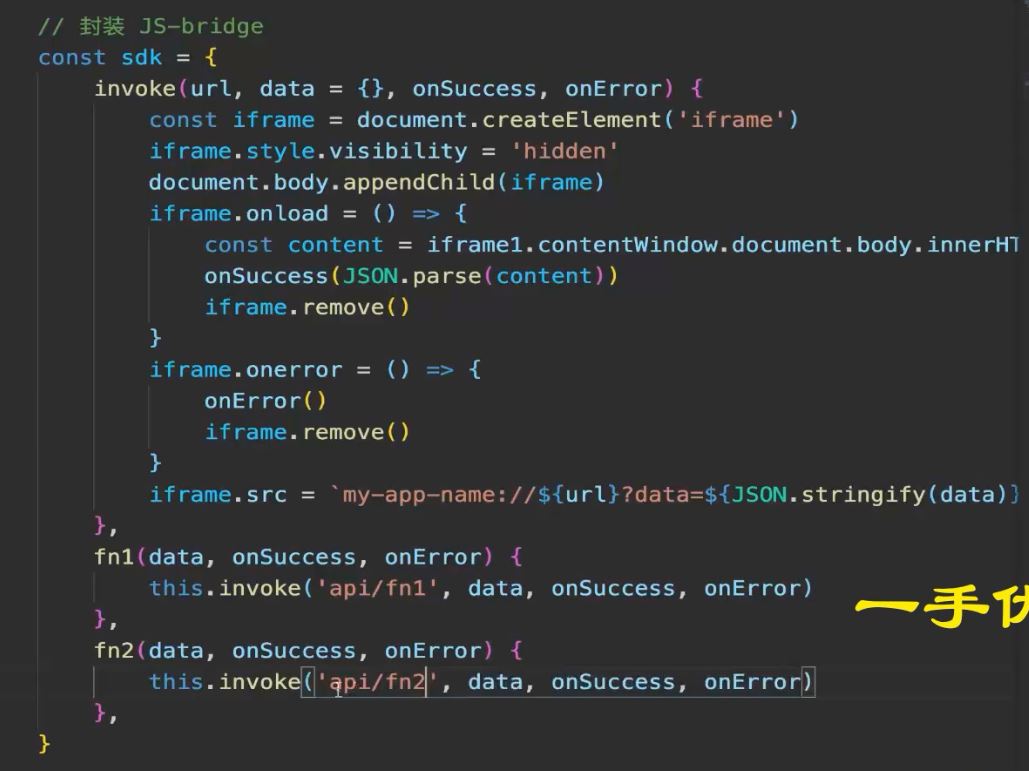 // 封装 JS-bridge
const sdk = {
    invoke(url, data = {}, onSuccess, onError) {
        const iframe = document.createElement('iframe')
        iframe.style.visibility = 'hidden'
        document.body.appendChild(iframe)
        iframe.onload = () => {
            const content = iframe1.contentWindow.document.body.innerHT
            onSuccess(JSON.parse(content))
            iframe.remove()
        }
        iframe.onerror = () => {
            onError()
            iframe.remove()
        }
        iframe.src = `my-app-name://${url}?data=${JSON.stringify(data)}
    },
    fn1(data, onSuccess, onError) {
        this.invoke('api/fn1', data, onSuccess, onError)
    },
一手
    fn2(data, onSuccess, onError) {
        this.invoke('api/fn2', data, onSuccess, onError)
    },
}